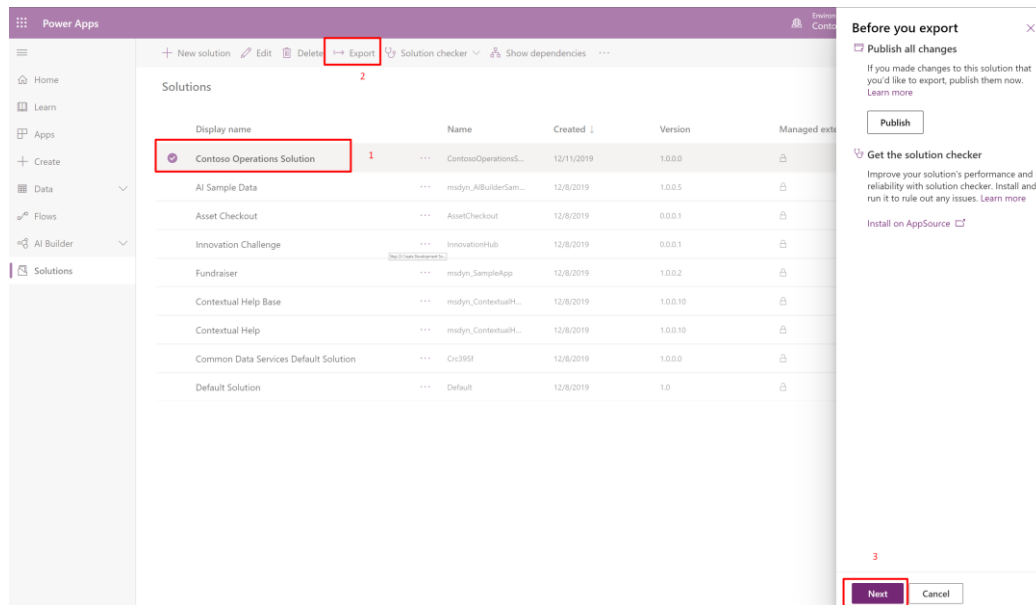 Power Apps
Environ
Conto
New solution Edit Delete Export Solution checker Show dependencies ...
2
Home
Learn
Apps
Create
Data
Flows
AI Builder
Solutions
Solutions
Display name Name Created ↓ Version Managed exte
Contoso Operations Solution 1 ... ContosoOperationsS... 12/11/2019 1.0.0.0
AI Sample Data ... msdyn_AIBuilderSam... 12/8/2019 1.0.0.5
Asset Checkout ... AssetCheckout 12/8/2019 0.0.0.1
Innovation Challenge ... InnovationHub 12/8/2019 0.0.0.1
Fundraiser ... msdyn_SampleApp 12/8/2019 1.0.0.2
Contextual Help Base ... msdyn_ContextualH... 12/8/2019 1.0.0.10
Contextual Help ... msdyn_ContextualH... 12/8/2019 1.0.0.10
Common Data Services Default Solution ... 12/8/2019 1.0.0.0
Default Solution ... Default 12/8/2019 1.0
Before you export
Publish all changes
If you made changes to this solution that
you'd like to export, publish them now.
Learn more
Publish
Get the solution checker
Improve your solution's performance and
reliability with solution checker. Install and
run it to rule out any issues. Learn more
Install on AppSource
3
Next Cancel